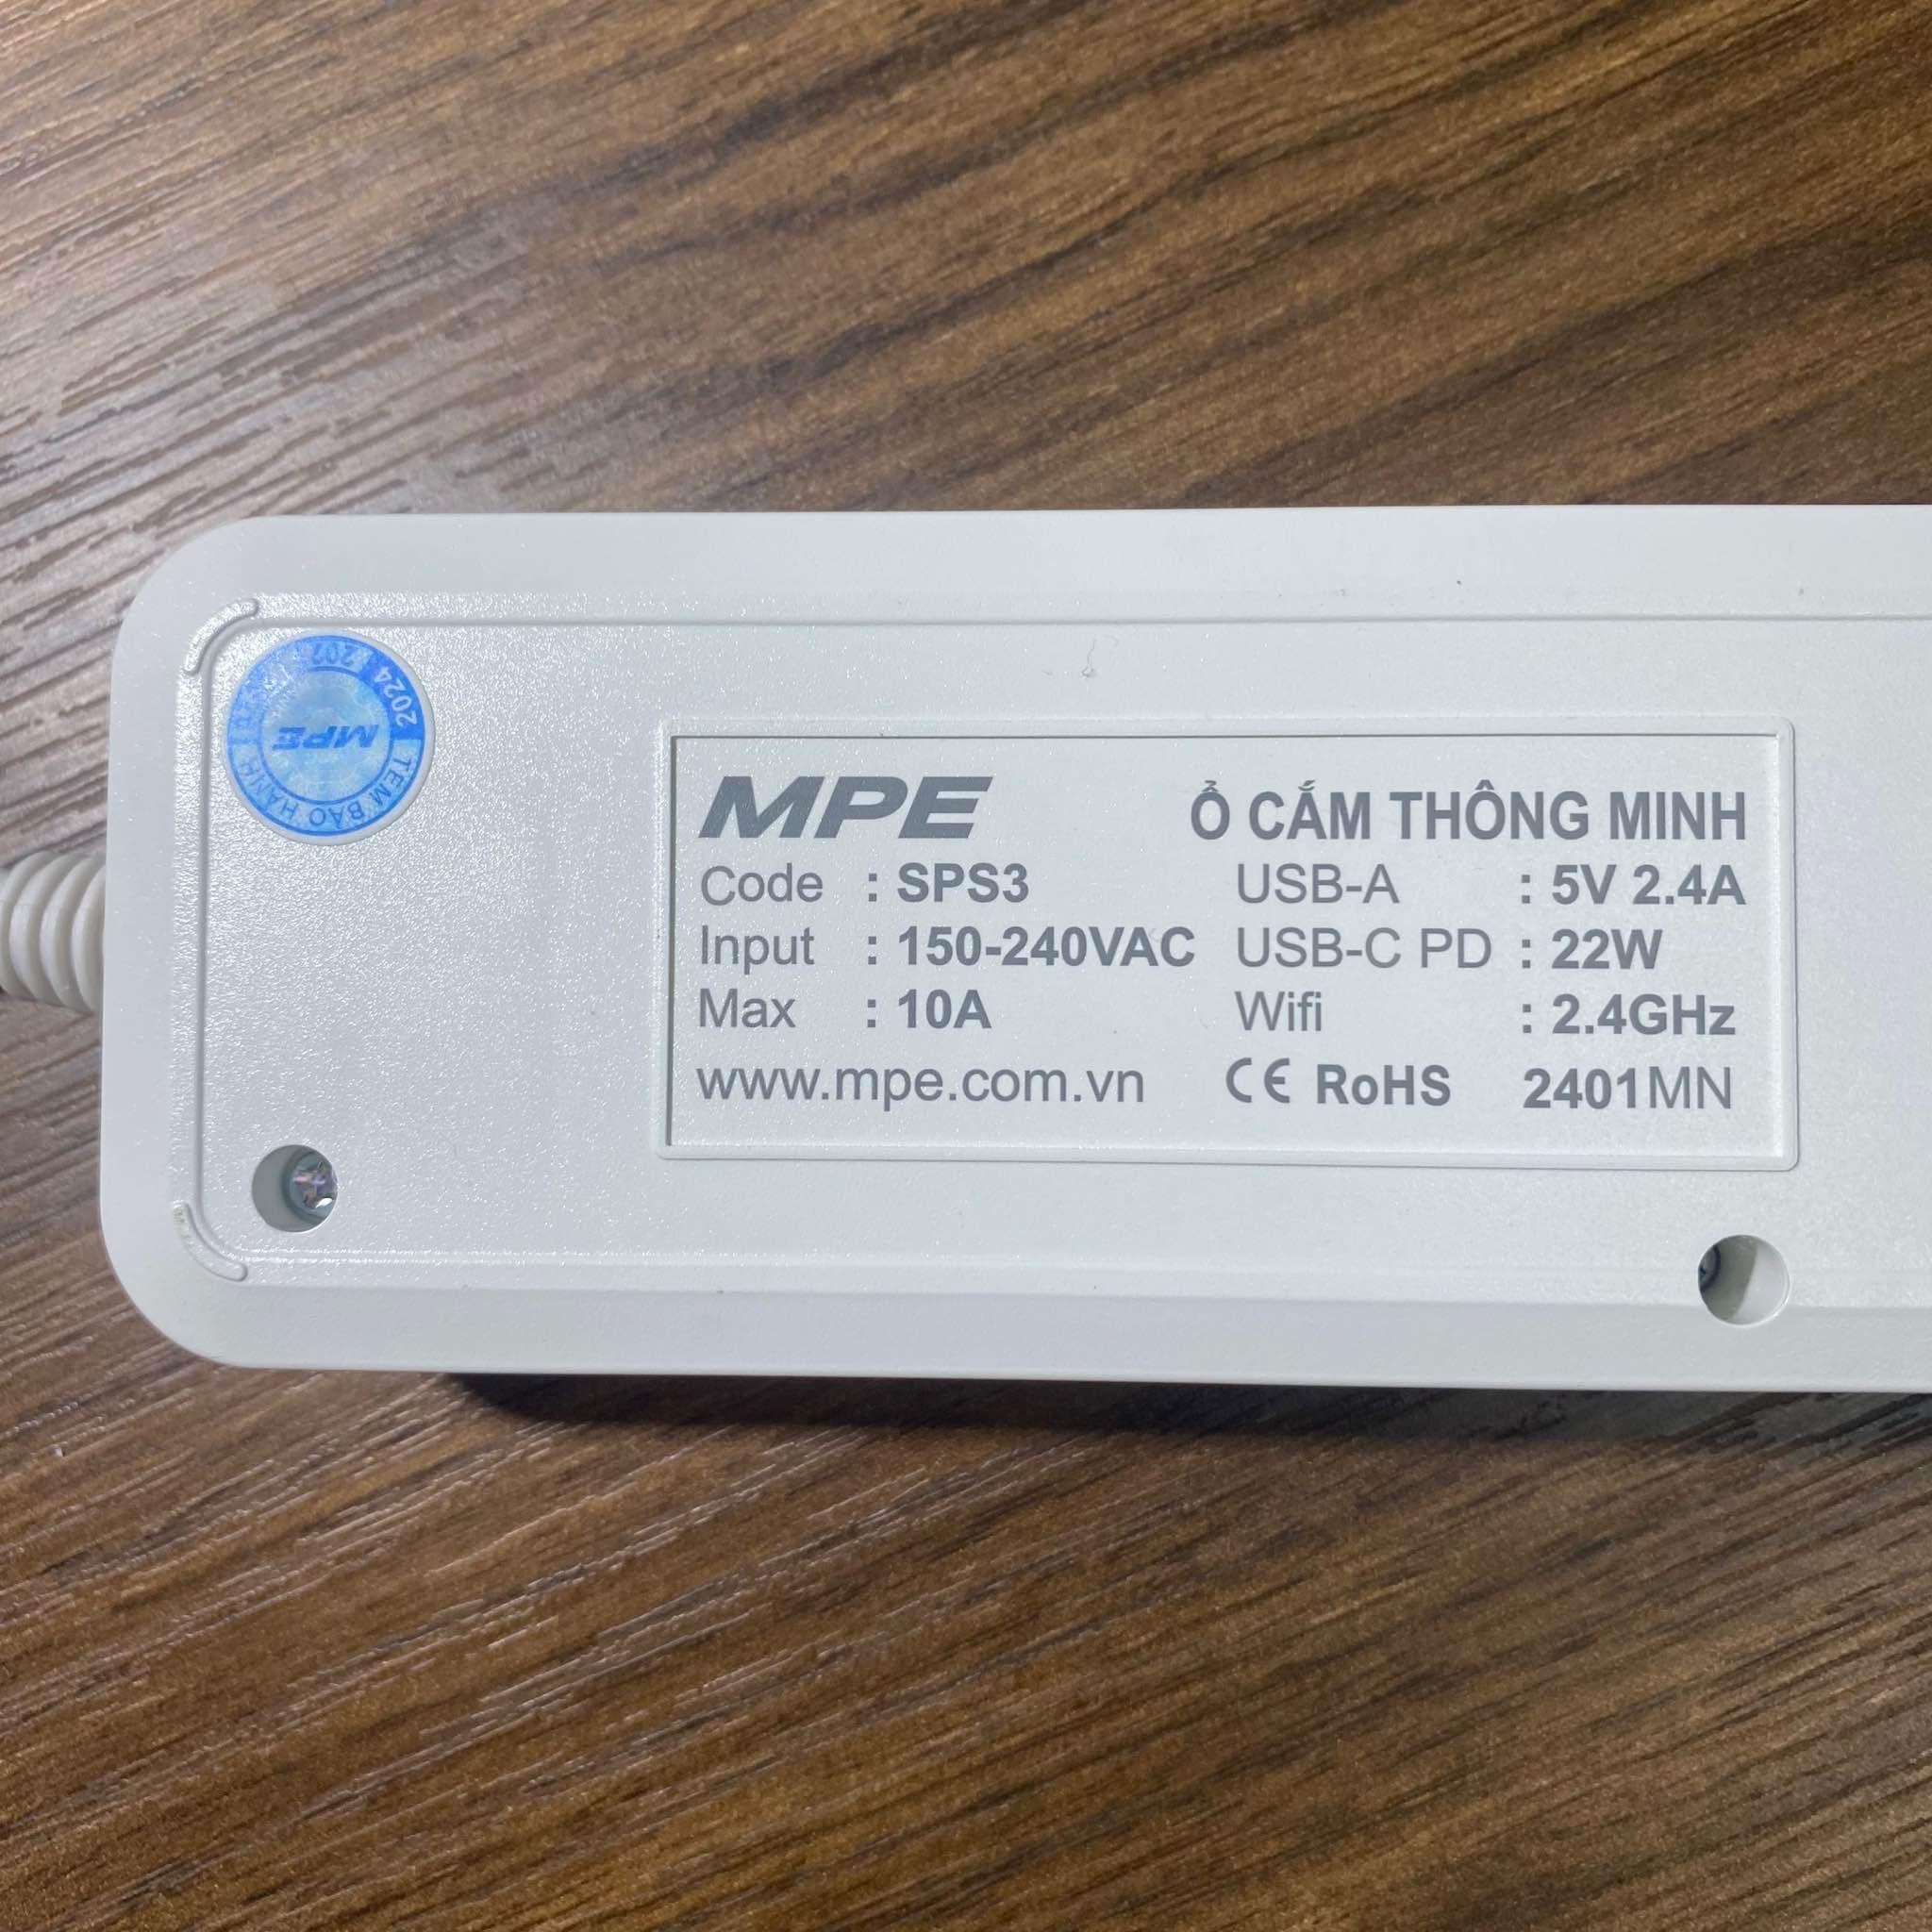 MPE
2024
TEM BẢO HÀNH
MPE Ổ CẮM THÔNG MINH
Code : SPS3 USB-A : 5V 2.4A
Input : 150-240VAC USB-C PD : 22W
Max : 10A Wifi : 2.4GHz
www.mpe.com.vn CE RoHS 2401MN